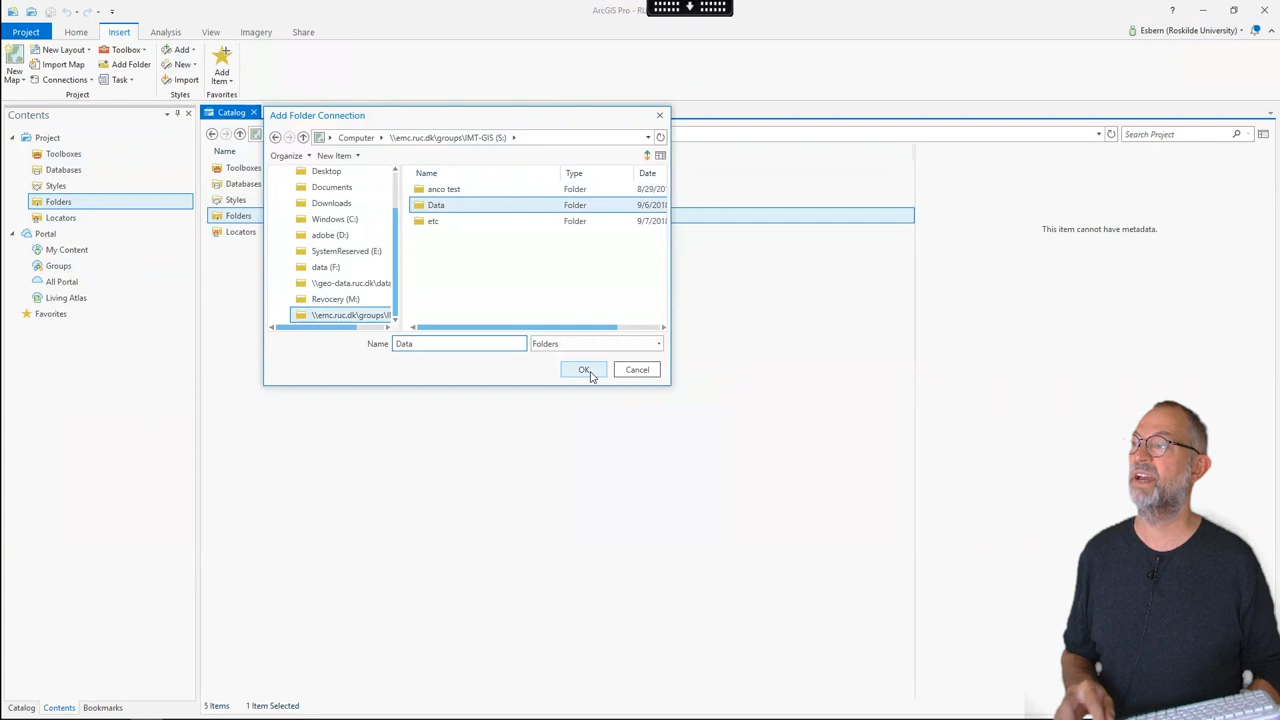 ArcGIS Pro - RU
?
Project Home Insert Analysis View Imagery Share
Esbern (Roskilde University)
New Map
New Layout
Import Map
Connections
Toolbox
Add Folder
Task
Project
Add
New
Import
Styles
Add Item
Favorites
Contents
Project
Toolboxes
Databases
Styles
Folders
Locators
Portal
My Content
Groups
All Portal
Living Atlas
Favorites
Catalog
Search Project
Name
Toolboxes
Databases
Styles
Folders
Locators
This item cannot have metadata.
Add Folder Connection
Computer \\emc.ruc.dk\groups\IMT-GIS (S:)
Organize New Item
Desktop
Documents
Downloads
Windows (C:)
adobe (D:)
SystemReserved (E:)
data (F:)
\\geo-data.ruc.dk\data
Revocery (M:)
\\emc.ruc.dk\groups\I
Name Type Date
anco test Folder 8/29/20
Data Folder 9/6/2018
etc Folder 9/7/2018
Name Data Folders
OK Cancel
Catalog Contents Bookmarks
5 Items 1 Item Selected